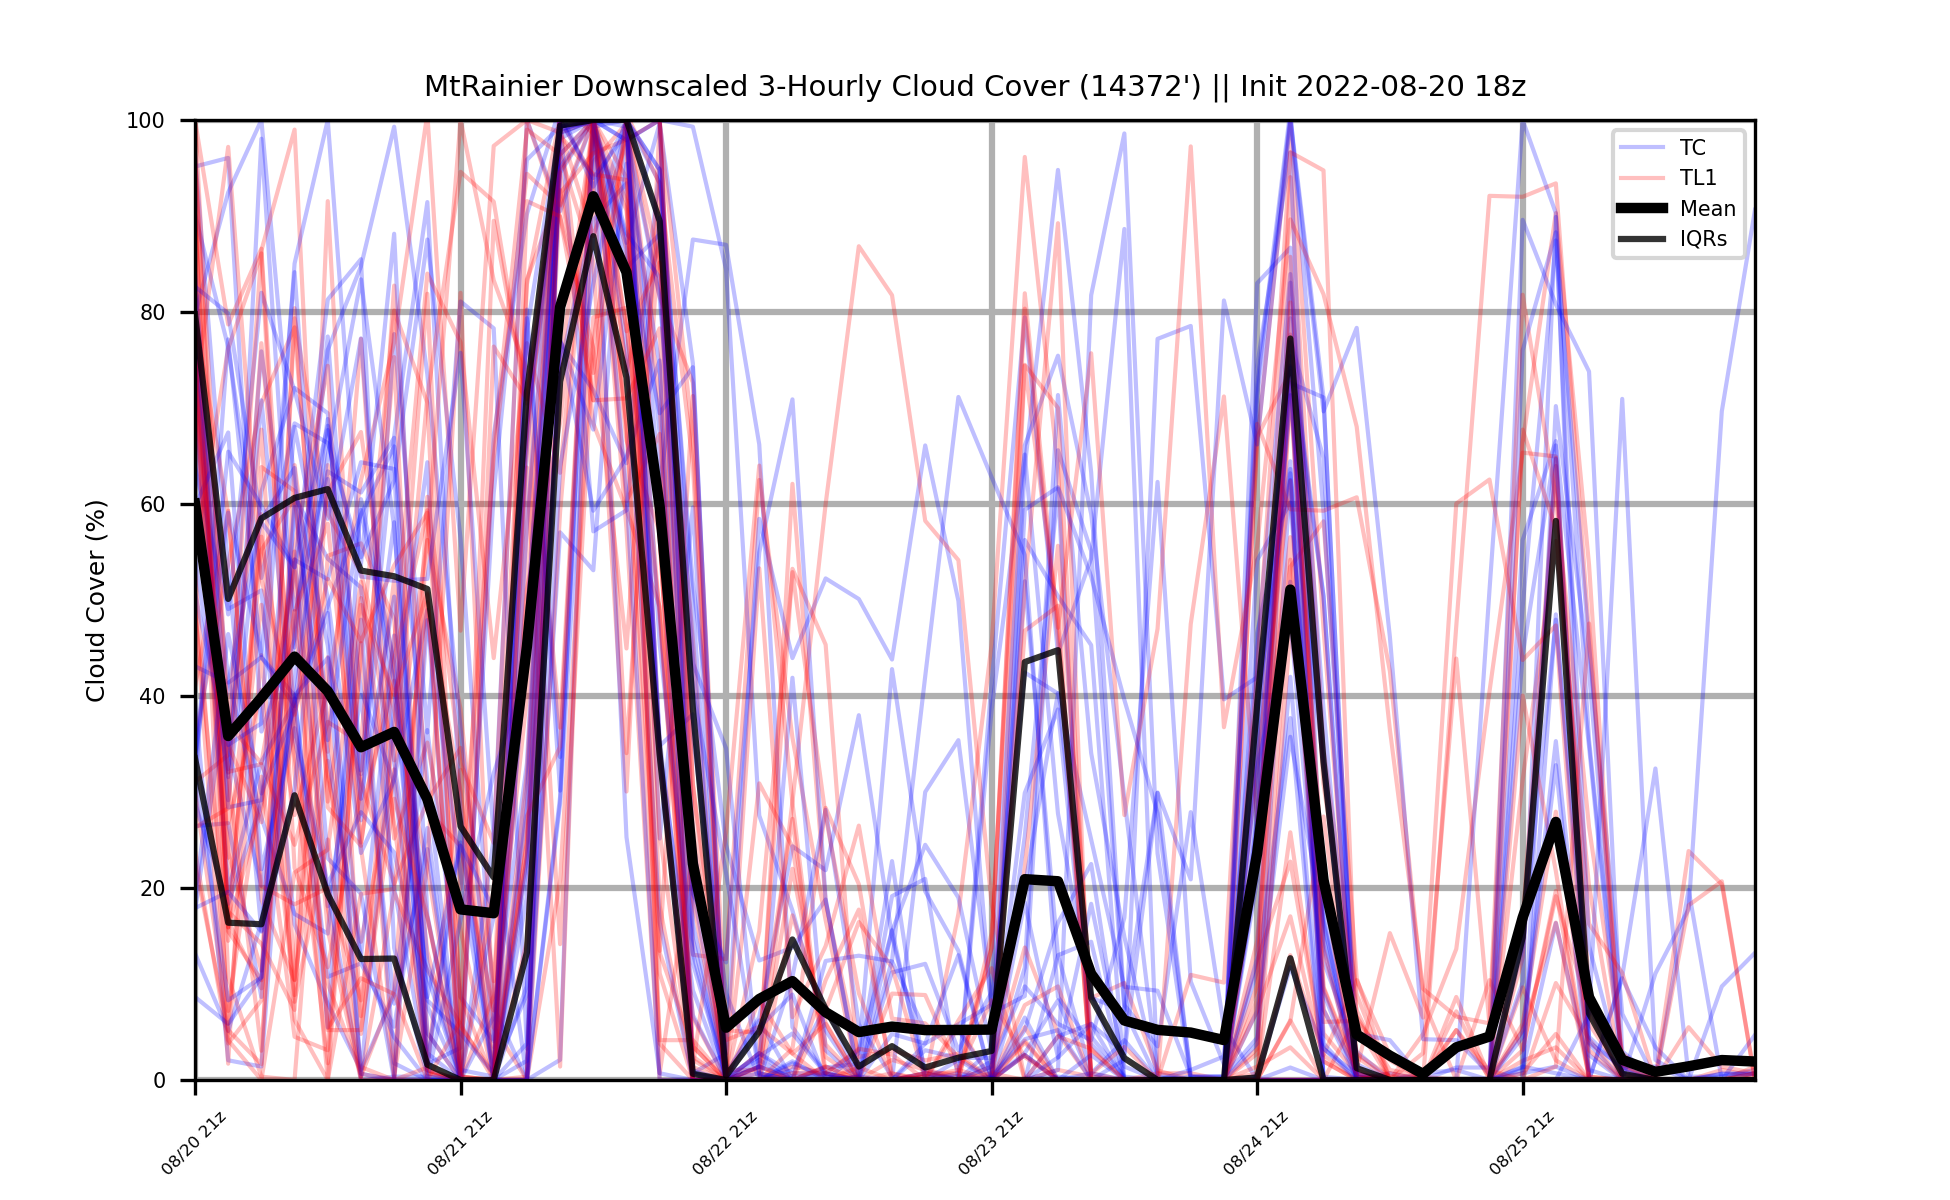 MtRainier Downscaled 3-Hourly Cloud Cover (14372') || Init 2022-08-20 18z
100
80
60
40
20
0
Cloud Cover (%)
TC
TL1
Mean
IQRs
08/20 21z
08/21 21z
08/22 21z
08/23 21z
08/24 21z
08/25 21z